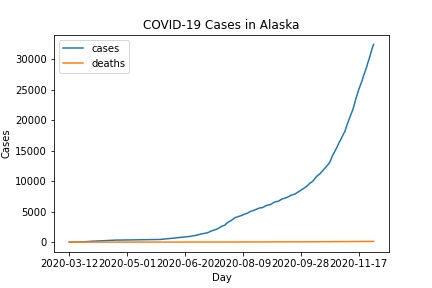 COVID-19 Cases in Alaska
cases
deaths
30000
25000
20000
15000
10000
5000
0
Cases
2020-03-12
2020-05-01
2020-06-20
2020-08-09
2020-09-28
2020-11-17
Day